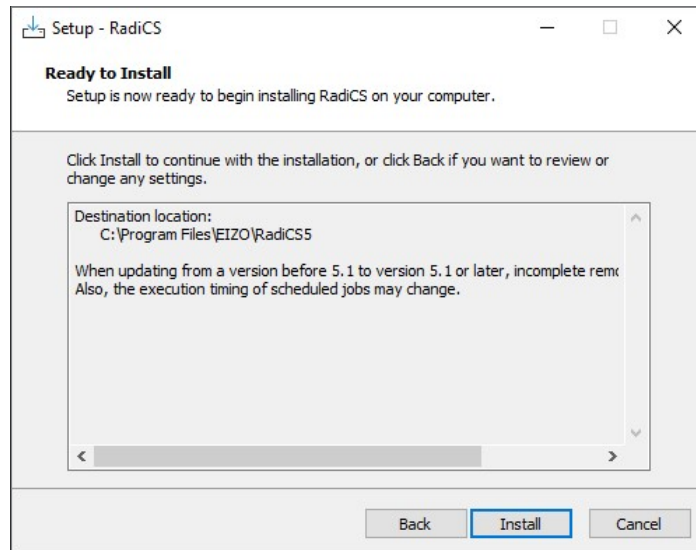 Setup - RadiCS
Ready to Install
Setup is now ready to begin installing RadiCS on your computer.
Click Install to continue with the installation, or click Back if you want to review or
change any settings.
Destination location:
C:\Program Files\EIZO\RadiCS5
When updating from a version before 5.1 to version 5.1 or later, incomplete
Also, the execution timing of scheduled jobs may change.
Back Install Cancel